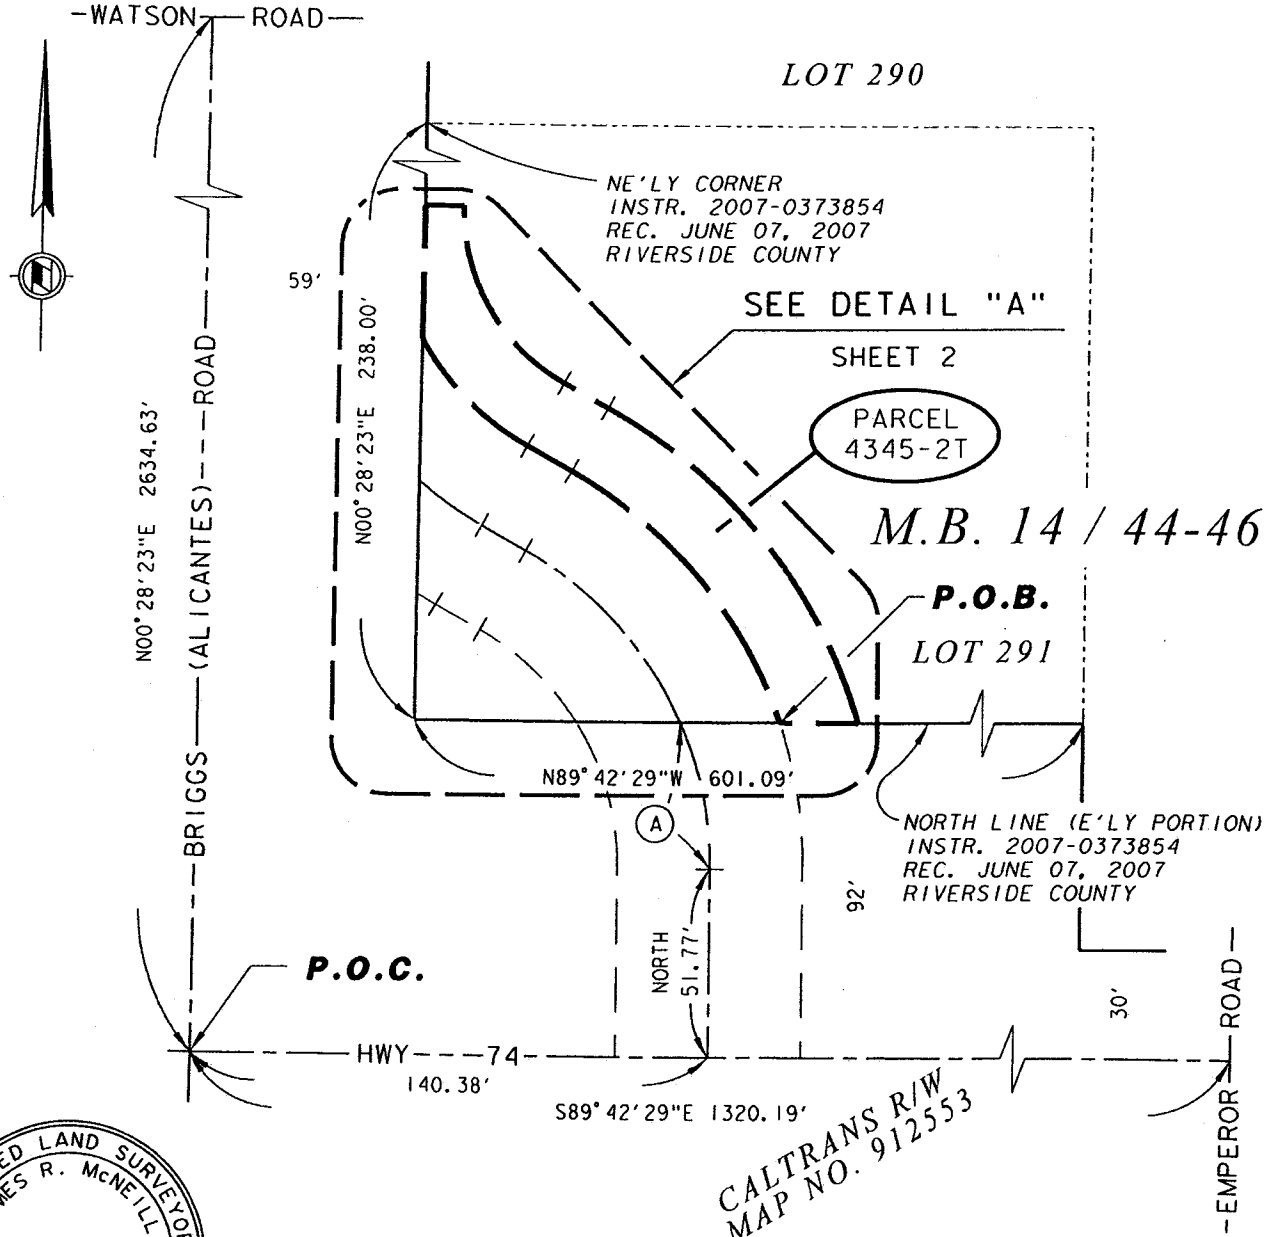 -WATSON--ROAD-
LOT 290
NE'LY CORNER
INSTR. 2007-0373854
REC. JUNE 07, 2007
RIVERSIDE COUNTY
59'
SEE DETAIL "A"
SHEET 2
N00°28'23"E 238.00'
PARCEL
4345-2T
N00°28'23"E 2634.63'
BRIGGS--(ALICANTES)---ROAD
M.B. 14 / 44-46
P.O.B.
LOT 291
N89°42'29"W 601.09'
A
NORTH LINE (E'LY PORTION)
INSTR. 2007-0373854
REC. JUNE 07, 2007
RIVERSIDE COUNTY
92'
NORTH
51.77'
P.O.C.
30'
HWY----74-
140.38'
S89°42'29"E 1320.19'
-EMPEROR-ROAD-
CALTRANS R/W
MAP NO. 912553
ED LAND SURVEYOR
MES R. McNEILL